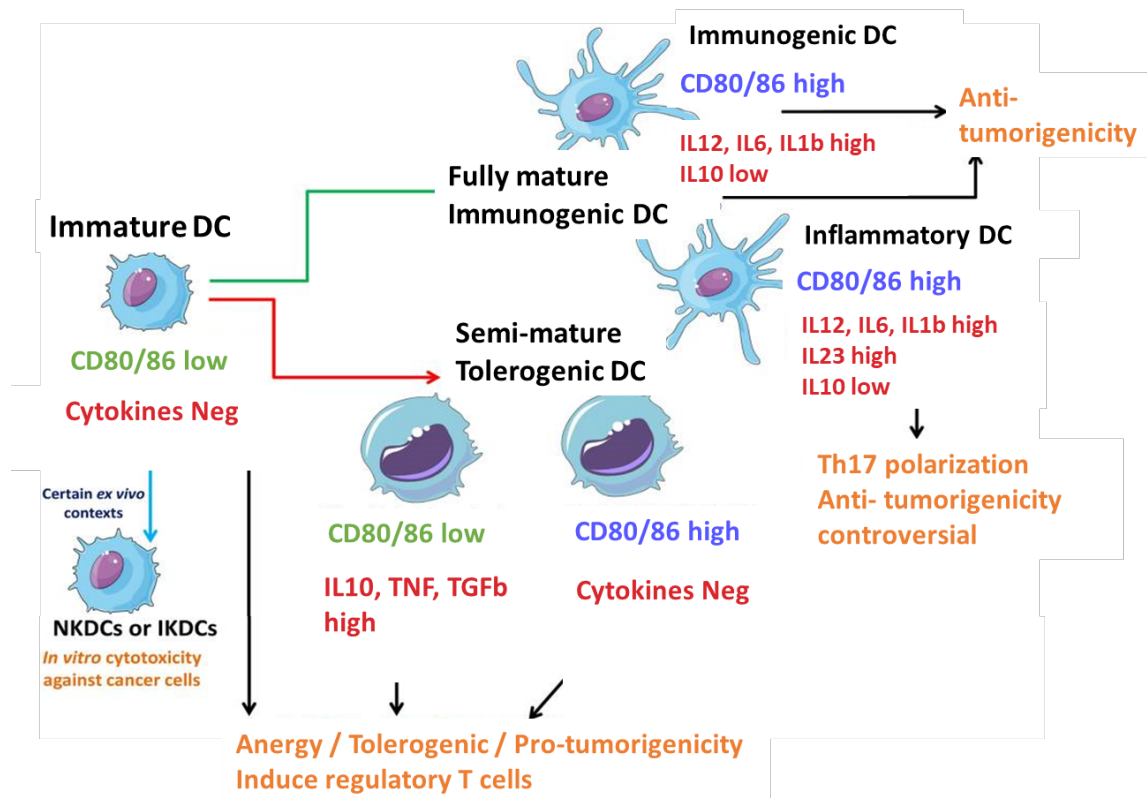 Immunogenic DC
CD80/86 high
IL12, IL6, IL1b high
IL10 low
Anti-
tumorigenicity
Fully mature
Immunogenic DC
Immature DC
CD80/86 low
Cytokines Neg
Inflammatory DC
CD80/86 high
IL12, IL6, IL1b high
IL23 high
IL10 low
Th17 polarization
Anti- tumorigenicity
controversial
Semi-mature
Tolerogenic DC
CD80/86 low
IL10, TNF, TGFb
high
CD80/86 high
Cytokines Neg
Certain ex vivo
contexts
NKDCs or IKDCs
In vitro cytotoxicity
against cancer cells
Anergy / Tolerogenic / Pro-tumorigenicity
Induce regulatory T cells